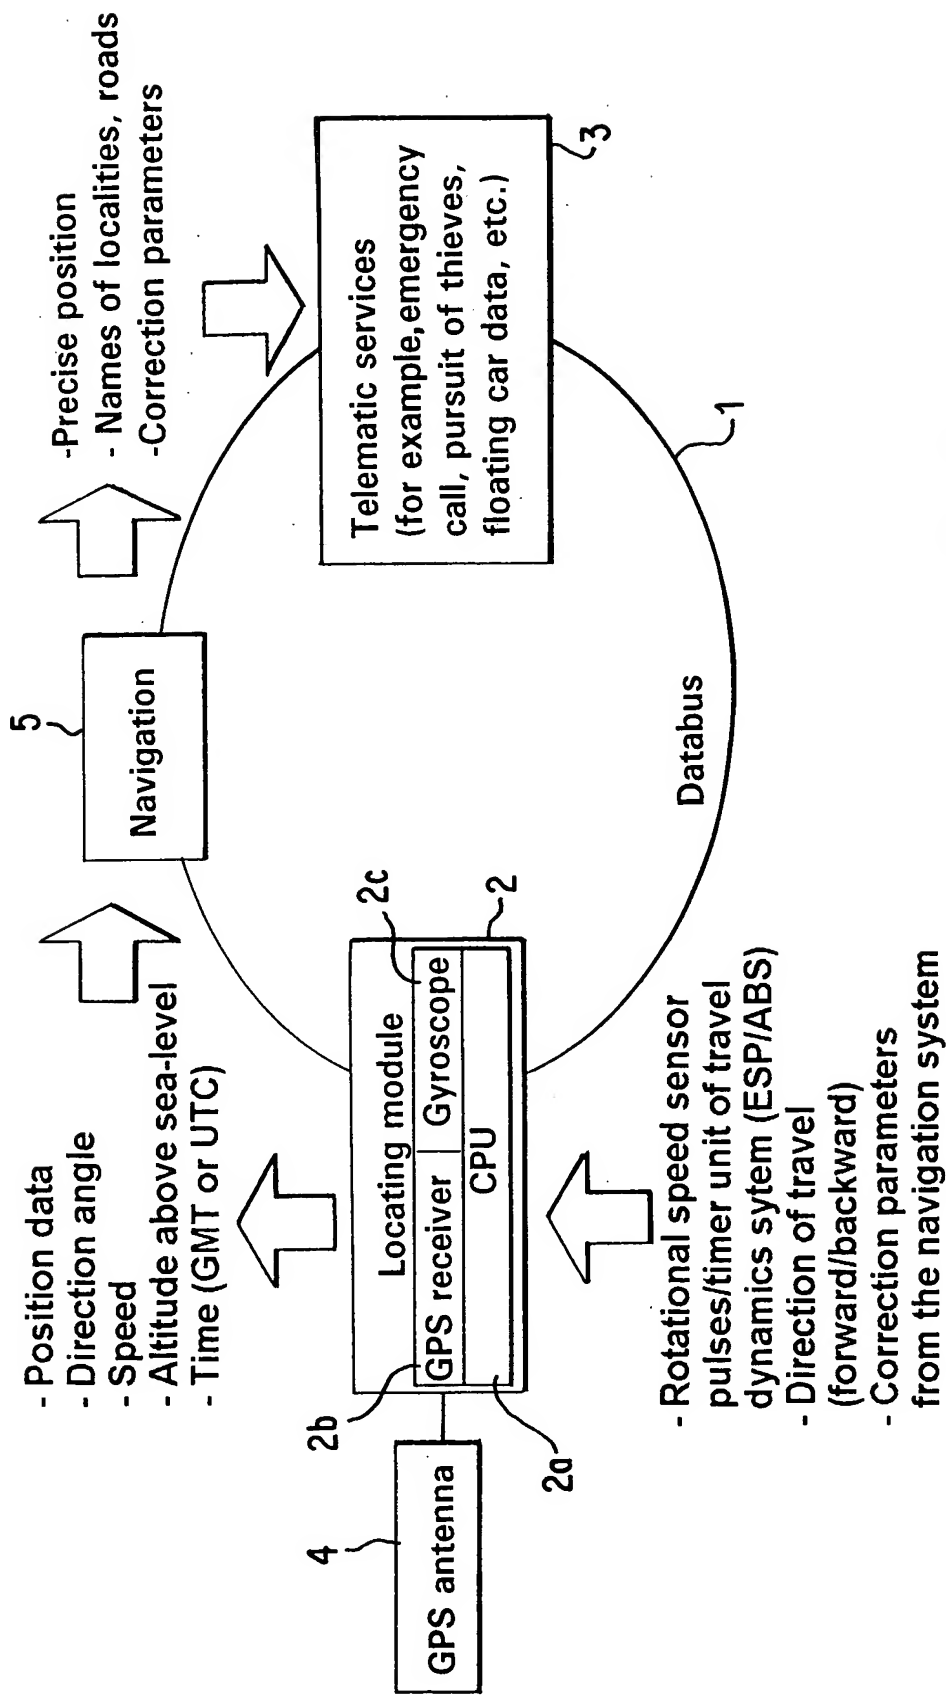 - Position data
- Direction angle
- Speed
- Altitude above sea-level
- Time (GMT or UTC)
5
Navigation
-Precise position
- Names of localities, roads
-Correction parameters
4
GPS antenna
2b
Locating module
2c
2
GPS receiver
Gyroscope
CPU
2a
Telematic services
(for example,emergency
call, pursuit of thieves,
floating car data, etc.)
3
Databus
1
- Rotational speed sensor
pulses/timer unit of travel
dynamics sytem (ESP/ABS)
- Direction of travel
(forward/backward)
- Correction parameters
from the navigation system